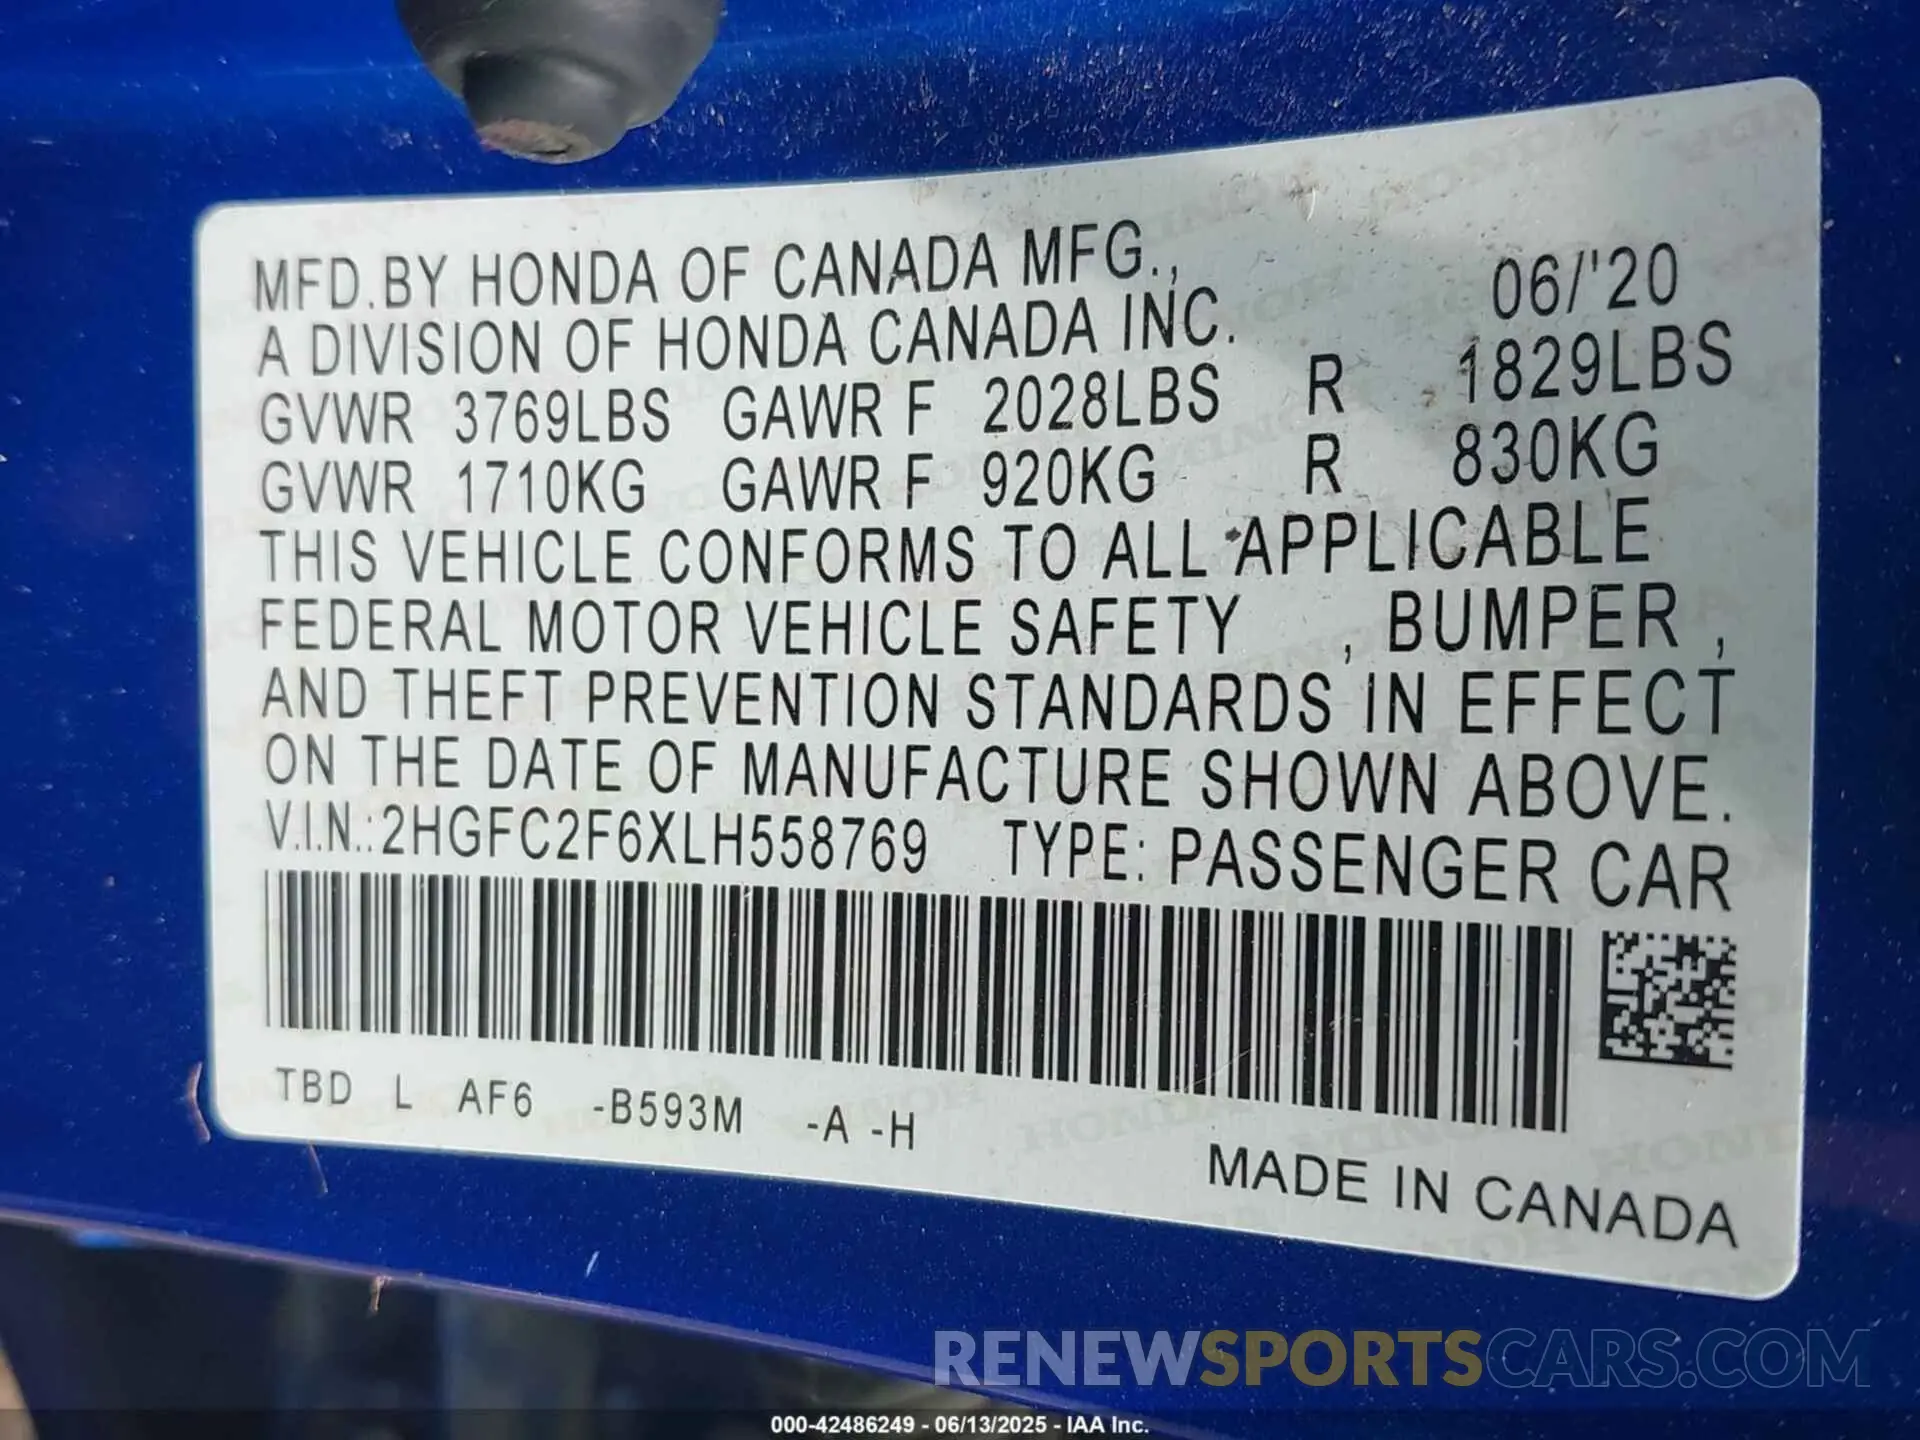 MFD.BY HONDA OF CANADA MFG.,
A DIVISION OF HONDA CANADA INC. 06/'20
GVWR 3769LBS GAWR F 2028LBS R 1829LBS
GVWR 1710KG GAWR F 920KG R 830KG
THIS VEHICLE CONFORMS TO ALL APPLICABLE
FEDERAL MOTOR VEHICLE SAFETY , BUMPER ,
AND THEFT PREVENTION STANDARDS IN EFFECT
ON THE DATE OF MANUFACTURE SHOWN ABOVE.
V.I.N.:2HGFC2F6XLH558769 TYPE: PASSENGER CAR
TBD L AF6 -B593M -A -H
MADE IN CANADA
RENEWSPORTSCARS.COM
000-42486249 - 06/13/2025 - IAA Inc.